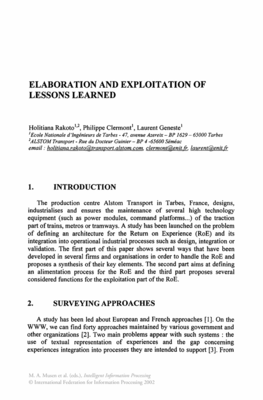 ELABORATION AND EXPLOITATION OF
LESSONS LEARNED
Holitiana Rakoto1,2, Philippe Clermont1, Laurent Geneste1
1Ecole Nationale d'Ingénieurs de Tarbes - 47, avenue Azereix – BP 1629 – 65000 Tarbes
2ALSTOM Transport - Rue du Docteur Guinier – BP 4 -65600 Séméac
email : holitiana.rakoto@transport.alstom.com, clermont@enit.fr, laurent@enit.fr
1. INTRODUCTION
The production centre Alstom Transport in Tarbes, France, designs,
industrialises and ensures the maintenance of several high technology
equipment (such as power modules, command platforms...) of the traction
part of trains, metros or tramways. A study has been launched on the problem
of defining an architecture for the Return on Experience (RoE) and its
integration into operational industrial processes such as design, integration or
validation. The first part of this paper shows several ways that have been
developed in several firms and organisations in order to handle the RoE and
proposes a synthesis of their key elements. The second part aims at defining
an alimentation process for the RoE and the third part proposes several
considered functions for the exploitation part of the RoE.
2. SURVEYING APPROACHES
A study has been led about European and French approaches [1]. On the
WWW, we can find forty approaches maintained by various government and
other organizations [2]. Two main problems appear with such systems : the
use of textual representation of experiences and the gap concerning
experiences integration into processes they are intended to support [3]. From
M. A. Musen et al. (eds.), Intelligent Information Processing
© International Federation for Information Processing 2002